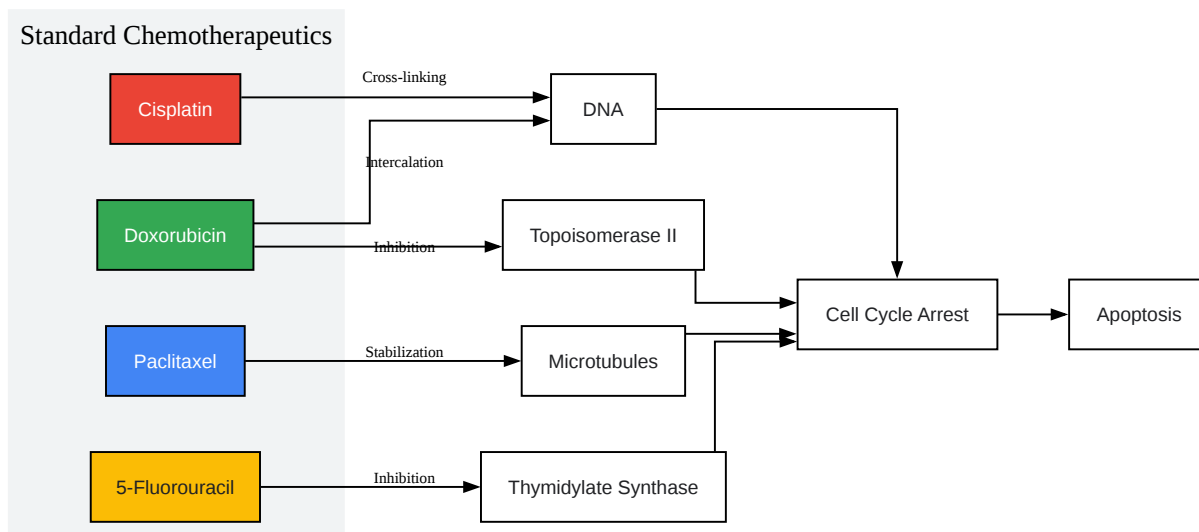 Standard Chemotherapeutics
Cisplatin
Cross-linking
DNA
Intercalation
Doxorubicin
Inhibition
Topoisomerase II
Cell Cycle Arrest
Apoptosis
Paclitaxel
Stabilization
Microtubules
5-Fluorouracil
Inhibition
Thymidylate Synthase